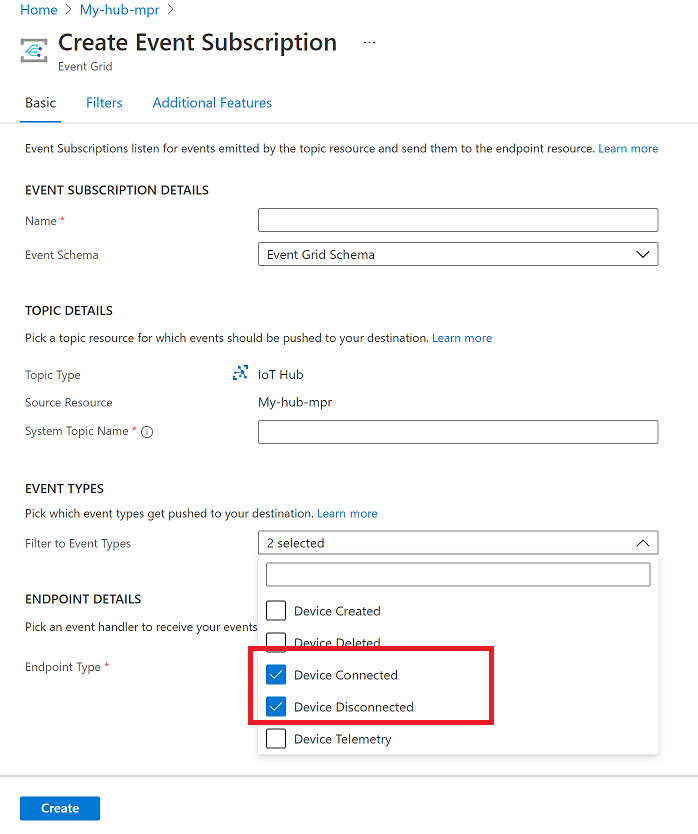 Home > My-hub-mpr >
Create Event Subscription ...
Event Grid
Basic Filters Additional Features
Event Subscriptions listen for events emitted by the topic resource and send them to the endpoint resource. Learn more
EVENT SUBSCRIPTION DETAILS
Name *
Event Schema Event Grid Schema
TOPIC DETAILS
Pick a topic resource for which events should be pushed to your destination. Learn more
Topic Type IoT Hub
Source Resource My-hub-mpr
System Topic Name *
EVENT TYPES
Pick which event types get pushed to your destination. Learn more
Filter to Event Types 2 selected
Device Created
ENDPOINT DETAILS
Pick an event handler to receive your events
Device Deleted
Endpoint Type *
Device Connected
Device Disconnected
Device Telemetry
Create